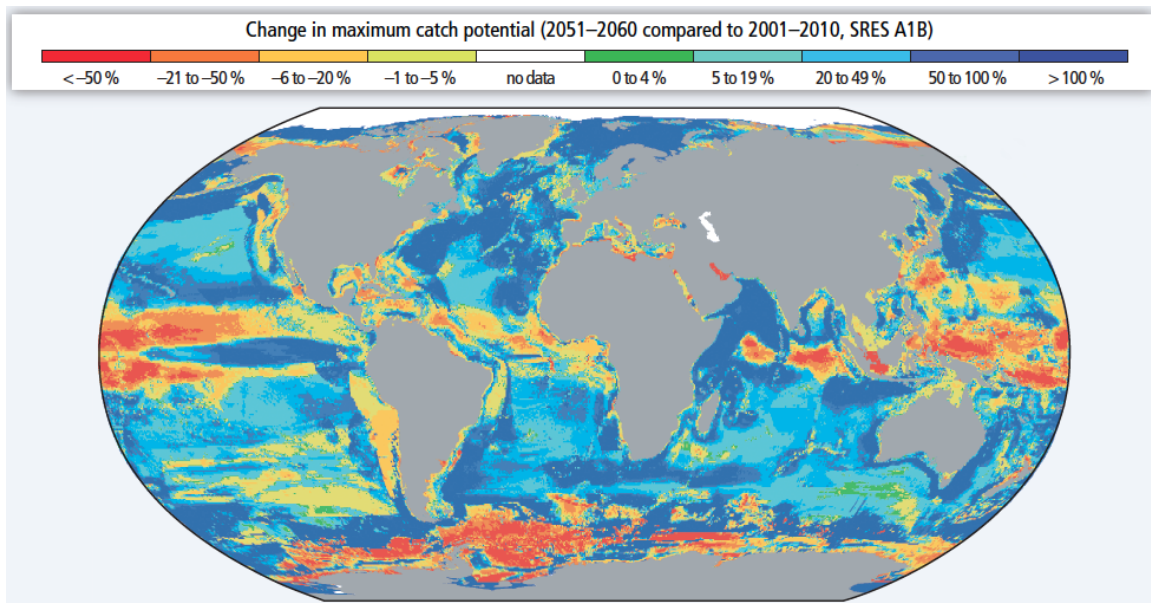 Change in maximum catch potential (2051–2060 compared to 2001–2010, SRES A1B)
< –50 % –21 to –50 % –6 to –20 % –1 to –5 % no data 0 to 4 % 5 to 19 % 20 to 49 % 50 to 100 % > 100 %